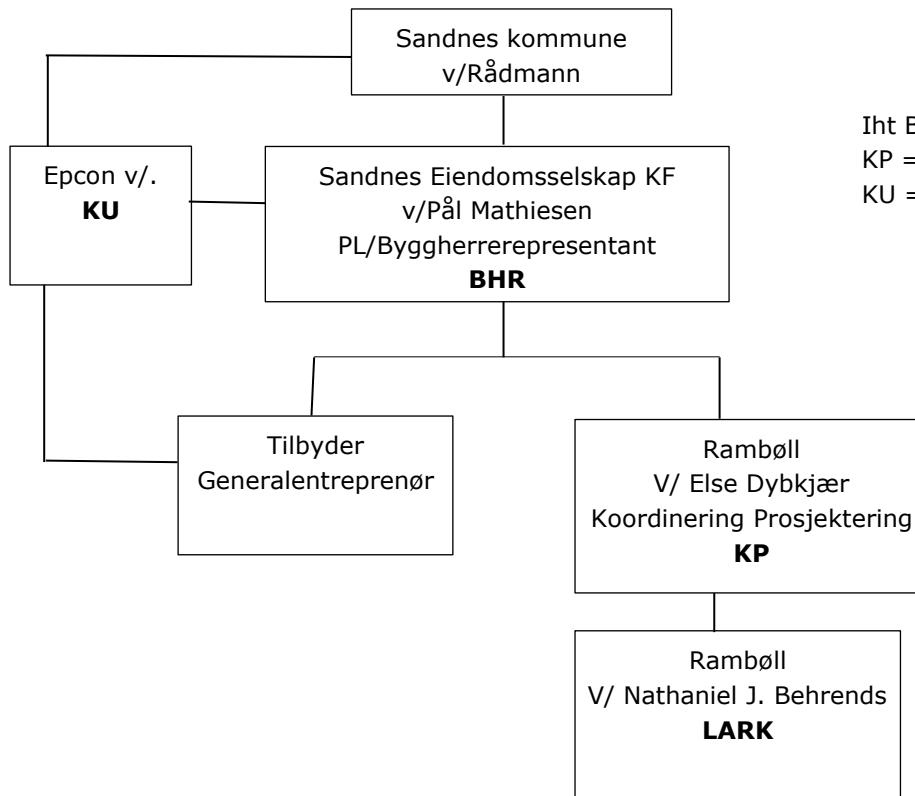 Sandnes kommune
v/Rådmann
Iht
KP =
KU =
Epcon v/.
KU
Sandnes Eiendomsselskap KF
v/Pål Mathiesen
PL/Byggherrerepresentant
BHR
Tilbyder
Generalentreprenør
Rambøll
V/ Else Dybkjær
Koordinering Prosjektering
KP
Rambøll
V/ Nathaniel J. Behrends
LARK